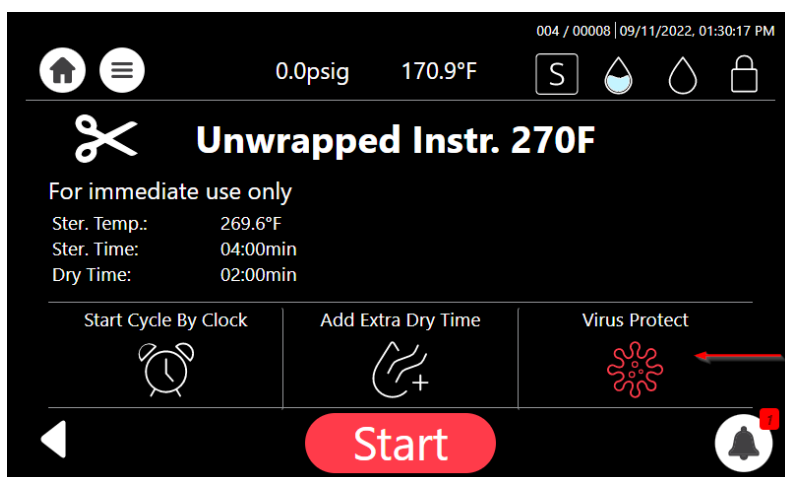 004 / 00008 | 09/11/2022, 01:30:17 PM
0.0psig 170.9°F S
Unwrapped Instr. 270F
For immediate use only
Ster. Temp.: 269.6°F
Ster. Time: 04:00min
Dry Time: 02:00min
Start Cycle By Clock Add Extra Dry Time Virus Protect
Start
1